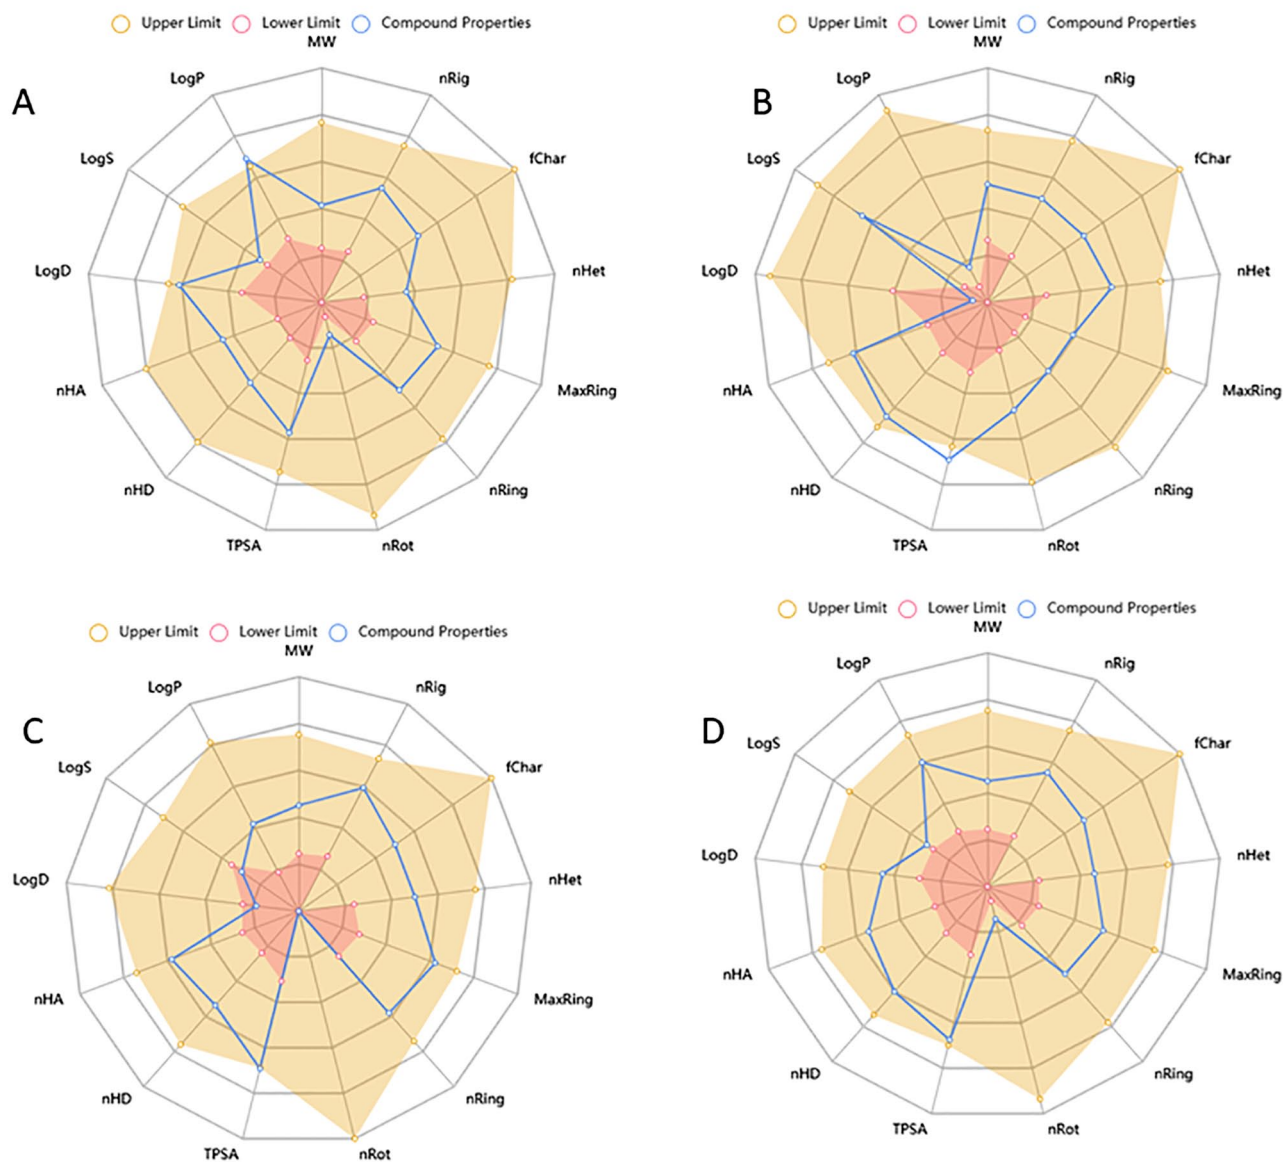 Upper Limit Lower Limit Compound Properties
MW
A
LogP
nRig
LogS
fChar
LogD
nHet
nHA
MaxRing
nHD
nRing
TPSA
nRot
Upper Limit Lower Limit Compound Properties
MW
B
LogP
nRig
LogS
fChar
LogD
nHet
nHA
MaxRing
nHD
nRing
TPSA
nRot
Upper Limit Lower Limit Compound Properties
MW
C
LogP
nRig
LogS
fChar
LogD
nHet
nHA
MaxRing
nHD
nRing
TPSA
nRot
Upper Limit Lower Limit Compound Properties
MW
D
LogP
nRig
LogS
fChar
LogD
nHet
nHA
MaxRing
nHD
nRing
TPSA
nRot